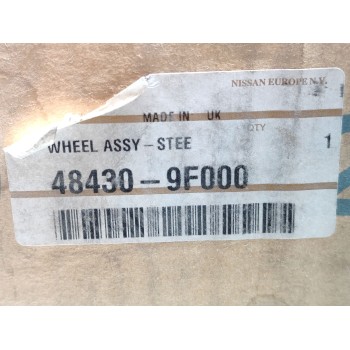 NISSAN EUROPE N.V.
MADE IN UK
QTY
WHEEL ASSY-STEE 1
48430-9F000